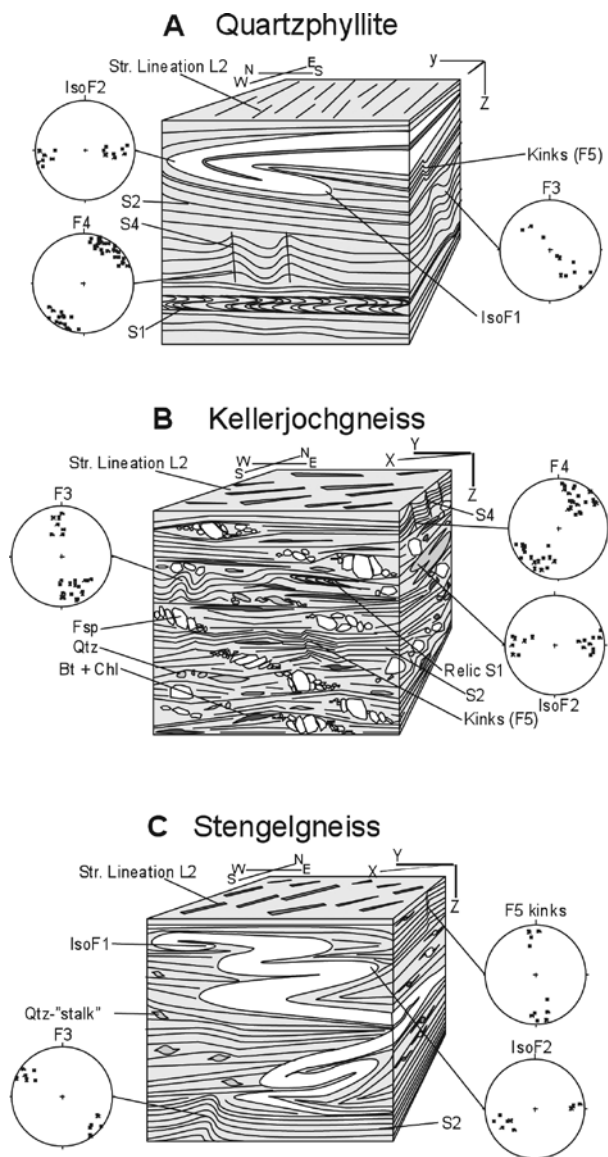 A Quartzphyllite
IsoF2
Str. Lineation L2
N
E
W
S
y
Z
Kinks (F5)
S2
S4
F4
F3
S1
IsoF1
B Kellerjochgneiss
Str. Lineation L2
W
N
S
E
Y
X
Z
F3
F4
S4
Fsp
Qtz
Bt + Chl
Relic S1
S2
Kinks (F5)
IsoF2
C Stengelgneiss
Str. Lineation L2
W
N
S
E
Y
X
Z
IsoF1
F5 kinks
Qtz-"stalk"
F3
IsoF2
S2